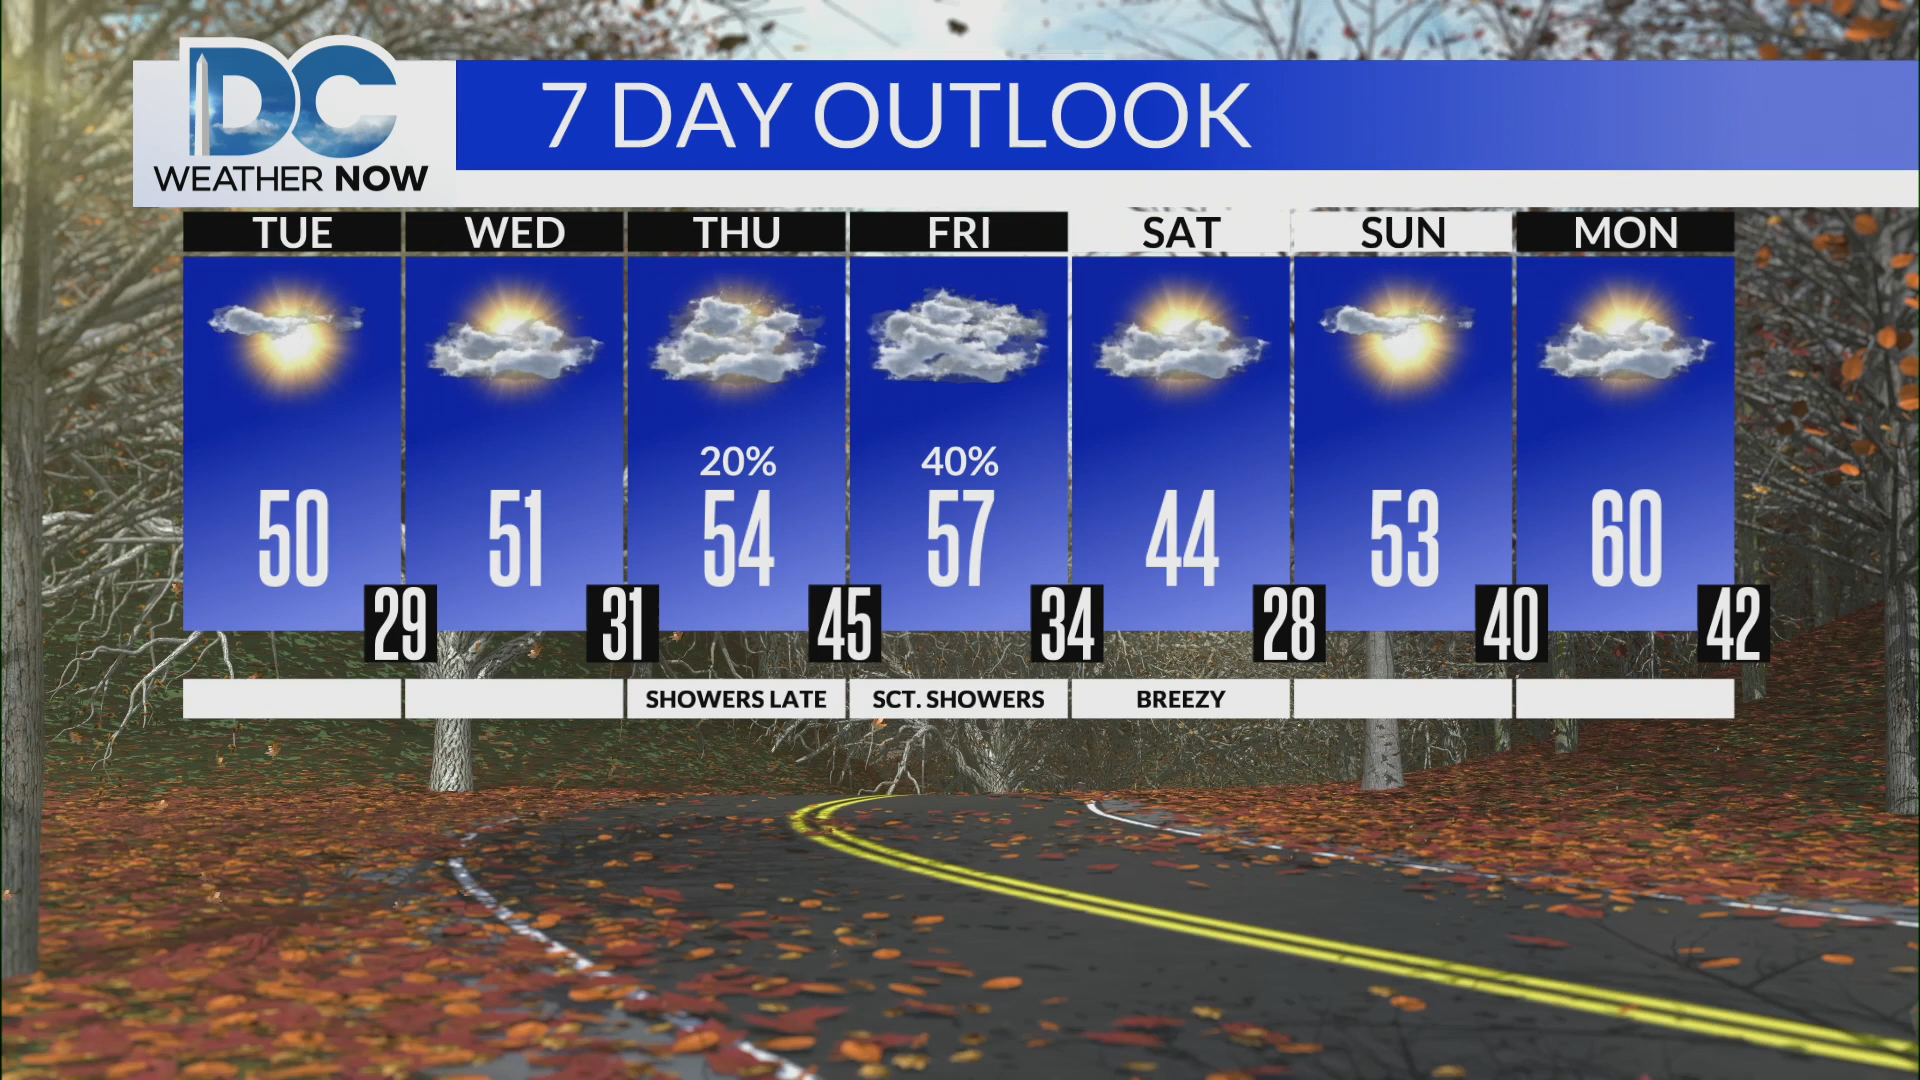 DC
WEATHER NOW
7 DAY OUTLOOK
TUE WED THU FRI SAT SUN MON
20% 40%
50 51 54 57 44 53 60
29 31 45 34 28 40 42
SHOWERS LATE SCT. SHOWERS BREEZY